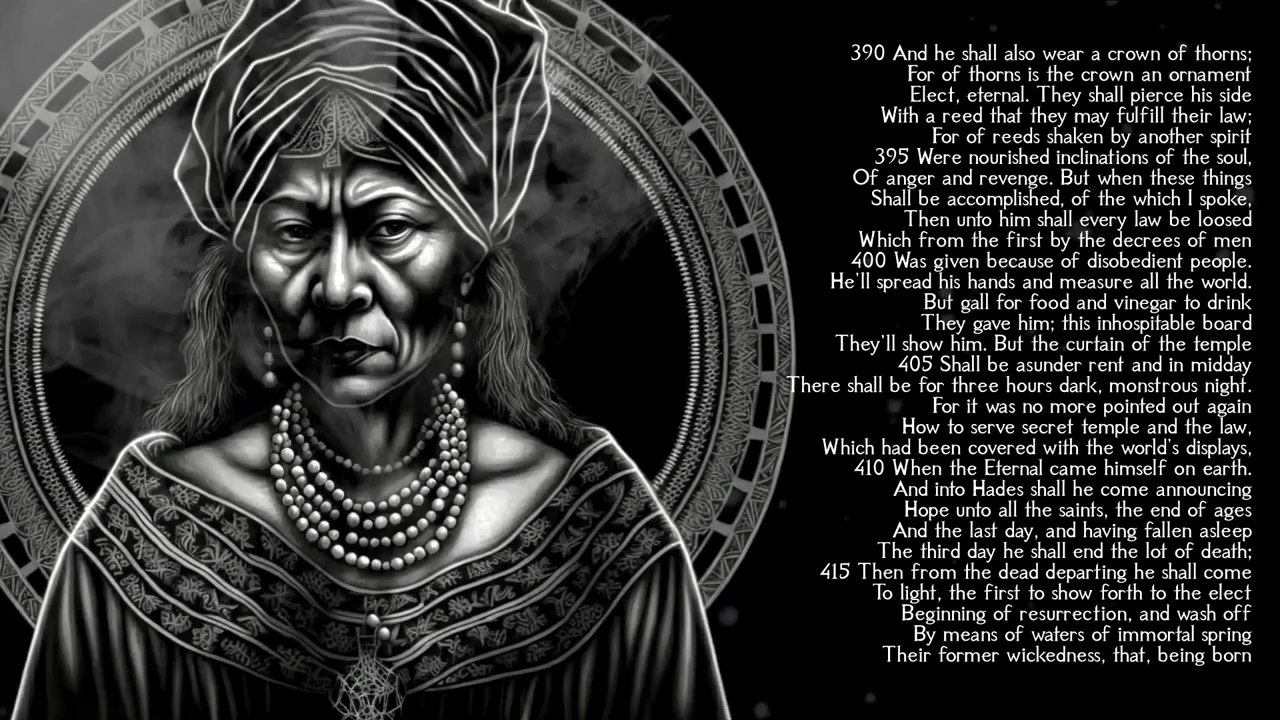 390 And he shall also wear a crown of thorns;
For of thorns is the crown an ornament
Elect, eternal. They shall pierce his side
With a reed that they may fulfill their law;
For of reeds shaken by another spirit
395 Were nourished inclinations of the soul,
Of anger and revenge. But when these things
Shall be accomplished, of the which I spoke,
Then unto him shall every law be loosed
Which from the first by the decrees of men
400 Was given because of disobedient people.
He'll spread his hands and measure all the world.
But gall for food and vinegar to drink
They gave him; this inhospitable board
They'll show him. But the curtain of the temple
405 Shall be asunder rent and in midday
There shall be for three hours dark, monstrous night.
For it was no more pointed out again
How to serve secret temple and the law,
Which had been covered with the world's displays,
410 When the Eternal came himself on earth.
And into Hades shall he come announcing
Hope unto all the saints, the end of ages
And the last day, and having fallen asleep
The third day he shall end the lot of death;
415 Then from the dead departing he shall come
To light, the first to show forth to the elect
Beginning of resurrection, and wash off
By means of waters of immortal spring
Their former wickedness, that, being born